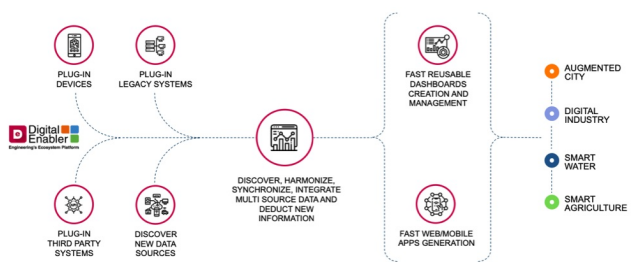 PLUG-IN
DEVICES
PLUG-IN
LEGACY SYSTEMS
Digital
Enabler
Engineering's Ecosystem Platform
PLUG-IN
THIRD PARTY
SYSTEMS
DISCOVER
NEW DATA
SOURCES
DISCOVER, HARMONIZE,
SYNCHRONIZE, INTEGRATE
MULTI SOURCE DATA AND
DEDUCT NEW
INFORMATION
FAST REUSABLE
DASHBOARDS
CREATION AND
MANAGEMENT
FAST WEB/MOBILE
APPS GENERATION
AUGMENTED
CITY
DIGITAL
INDUSTRY
SMART
WATER
SMART
AGRICULTURE